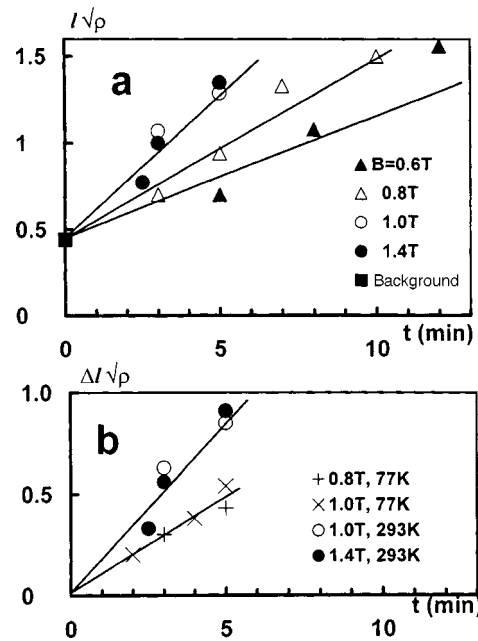 l√ρ
1.5
a
1
B=0.6T
0.8T
1.0T
0.5
1.4T
Background
t (min)
0
5
10
Δl√ρ
1.0
b
0.8T, 77K
0.5
1.0T, 77K
1.0T, 293K
1.4T, 293K
0
t (min)
0
5
10